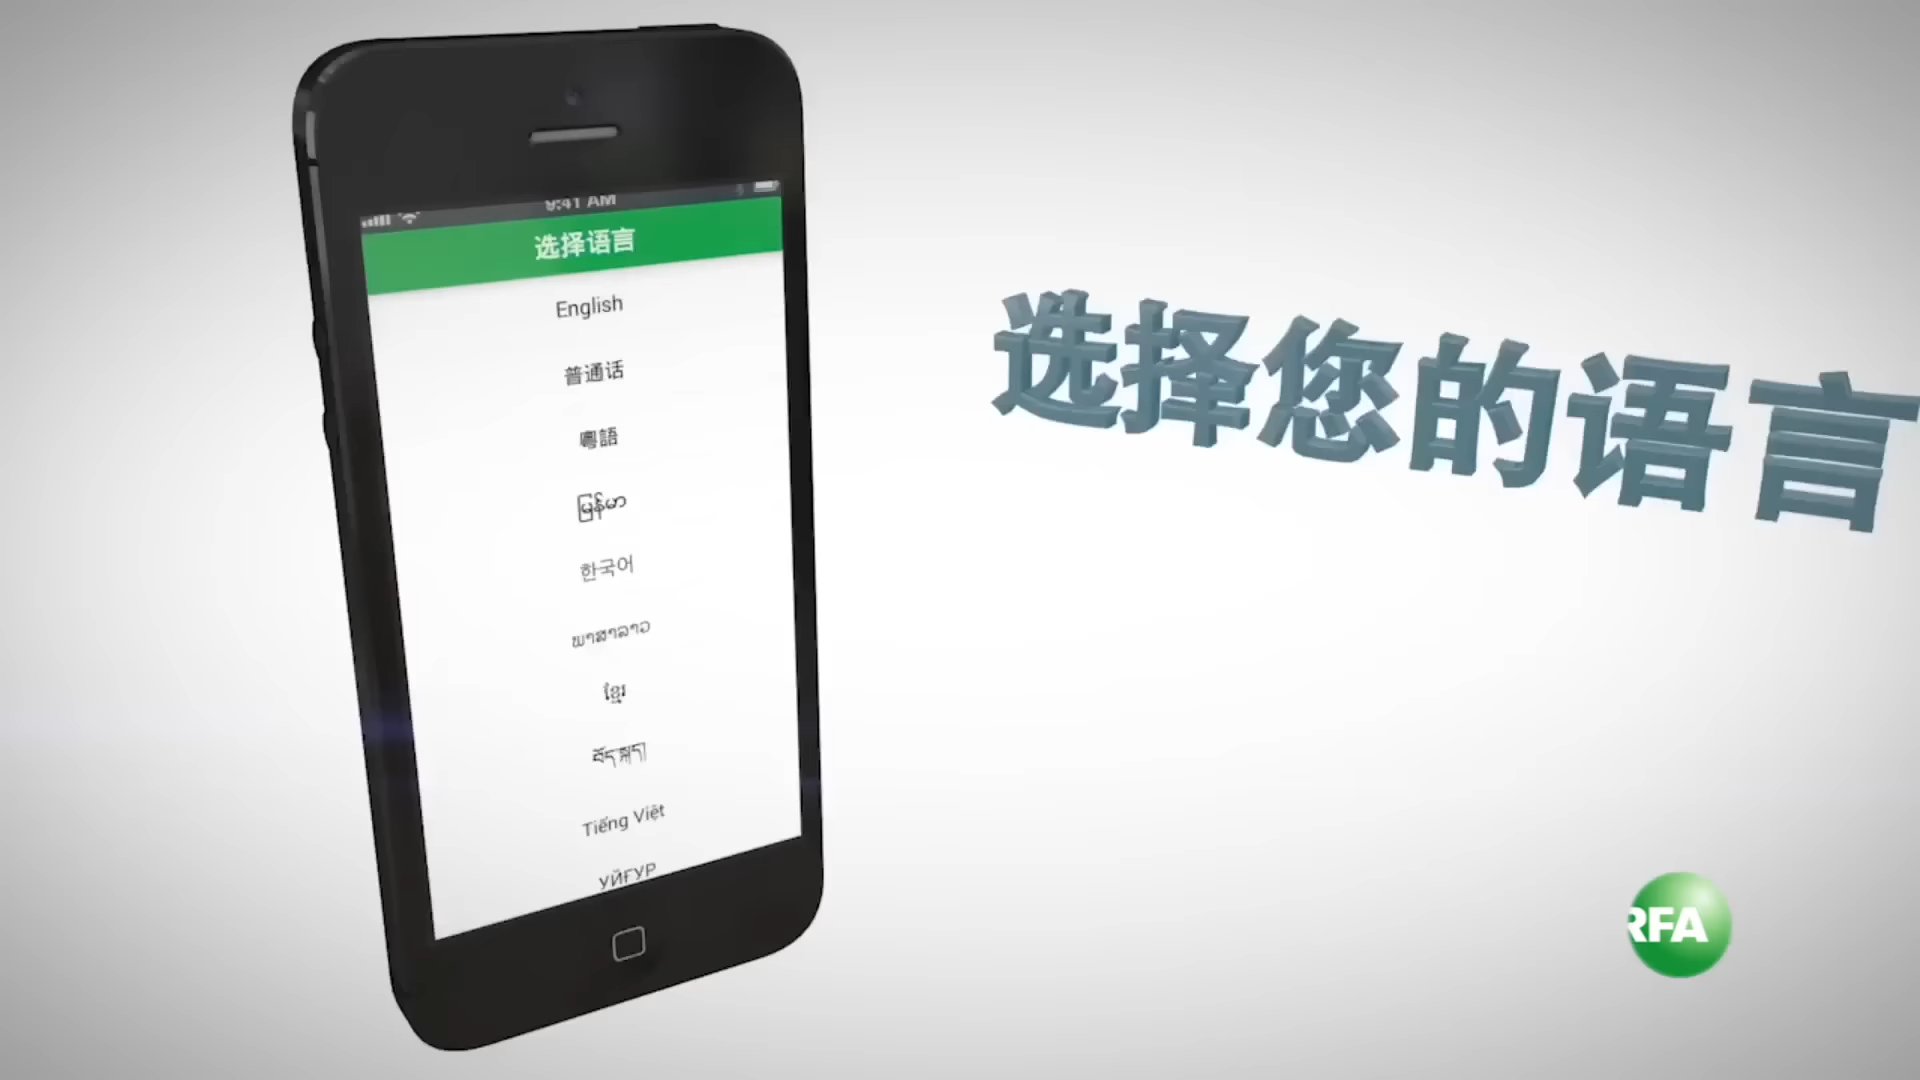 9:41 AM
选择语言
English
普通话
粵語
မြန်မာ
한국어
ພາສາລາວ
ខ្មែរ
བོད་སྐད།
Tiếng Việt
УЙҒУР
选择您的语言
RFA